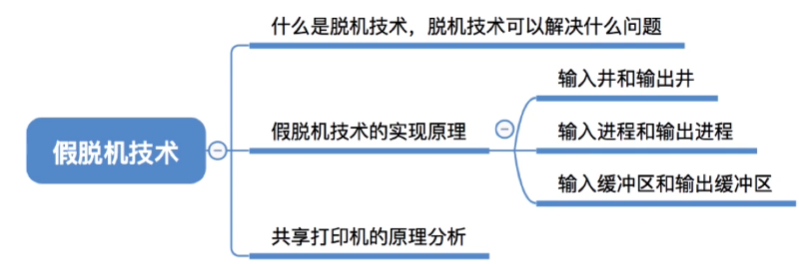 假脱机技术
什么是脱机技术，脱机技术可以解决什么问题
假脱机技术的实现原理
输入井和输出井
输入进程和输出进程
输入缓冲区和输出缓冲区
共享打印机的原理分析